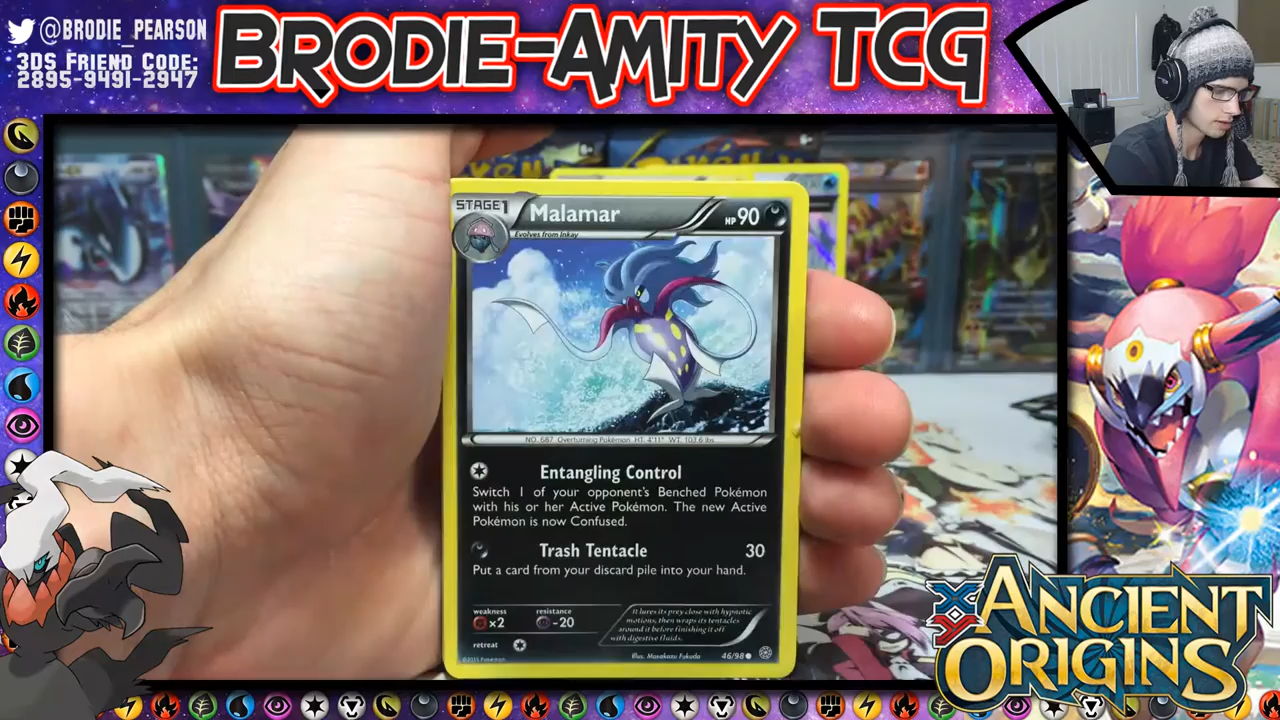 @BRODIE_PEARSON
3DS FRIEND CODE:
2895-9491-2947
BRODIE-AMITY TCG
STAGE1
Malamar
HP90
Evolves from Inkay
NO. 687 Overturning Pokémon HT: 4'11" WT: 103.6 lbs.
Entangling Control
Switch 1 of your opponent's Benched Pokémon
with his or her Active Pokémon. The new Active
Pokémon is now Confused.
Trash Tentacle 30
Put a card from your discard pile into your hand.
weakness resistance
×2 -20
It lures its prey close with hypnotic
motions, then wraps its tentacles
around it before finishing it off
with digestive fluids.
retreat
©2015 Pokémon
Illus. Masakazu Fukuda 46/98
XY
ANCIENT
ORIGINS